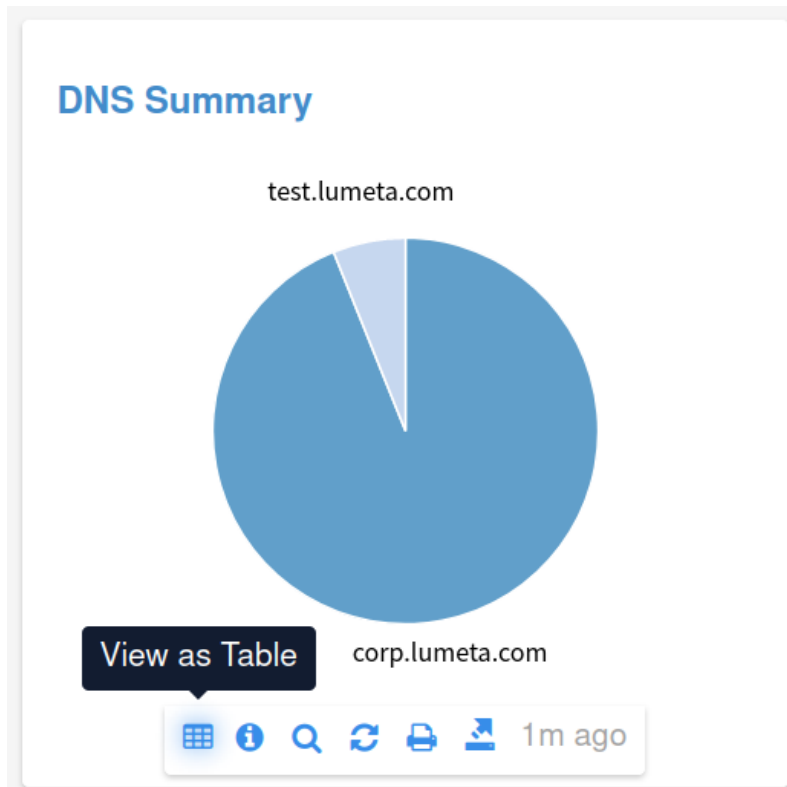 DNS Summary
test.lumeta.com
corp.lumeta.com
View as Table
1m ago